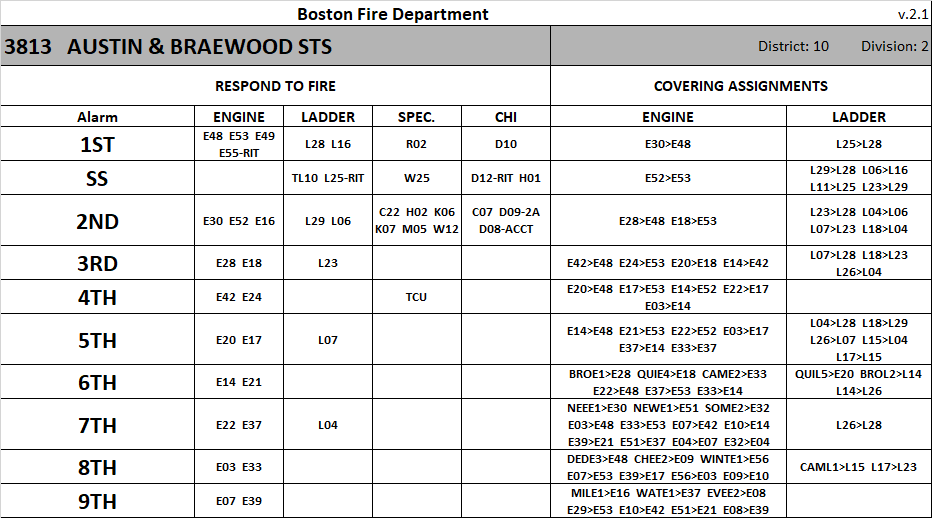 Boston Fire Department v.2.1
3813 AUSTIN & BRAEWOOD STS District: 10 Division: 2
RESPOND TO FIRE COVERING ASSIGNMENTS
Alarm ENGINE LADDER SPEC. CHI ENGINE LADDER
1ST E48 E53 E49
E55-RIT L28 L16 R02 D10 E30>E48 L25>L28
SS TL10 L25-RIT W25 D12-RIT H01 E52>E53 L29>L28 L06>L16
L11>L25 L23>L29
2ND E30 E52 E16 L29 L06 C22 H02 K06
K07 M05 W12 C07 D09-2A
D08-ACCT E28>E48 E18>E53 L23>L28 L04>L06
L07>L23 L18>L04
3RD E28 E18 L23 E42>E48 E24>E53 E20>E18 E14>E42 L07>L28 L18>L23
L26>L04
4TH E42 E24 TCU E20>E48 E17>E53 E14>E52 E22>E17
E03>E14
5TH E20 E17 L07 E14>E48 E21>E53 E22>E52 E03>E17
E37>E14 E33>E37 L04>L28 L18>L29
L26>L07 L15>L04
L17>L15
6TH E14 E21 BROE1>E28 QUIE4>E18 CAME2>E33
E22>E48 E37>E53 E33>E14 QUIL5>E20 BROL2>L14
L14>L26
7TH E22 E37 L04 NEEE1>E30 NEWE1>E51 SOME2>E32
E03>E48 E33>E53 E07>E42 E10>E14
E39>E21 E51>E37 E04>E07 E32>E04 L26>L28
8TH E03 E33 DEDE3>E48 CHEE2>E09 WINTE1>E56
E07>E53 E39>E17 E56>E03 E09>E10 CAML1>L15 L17>L23
9TH E07 E39 MILE1>E16 WATE1>E37 EVEE2>E08
E29>E53 E10>E42 E51>E21 E08>E39